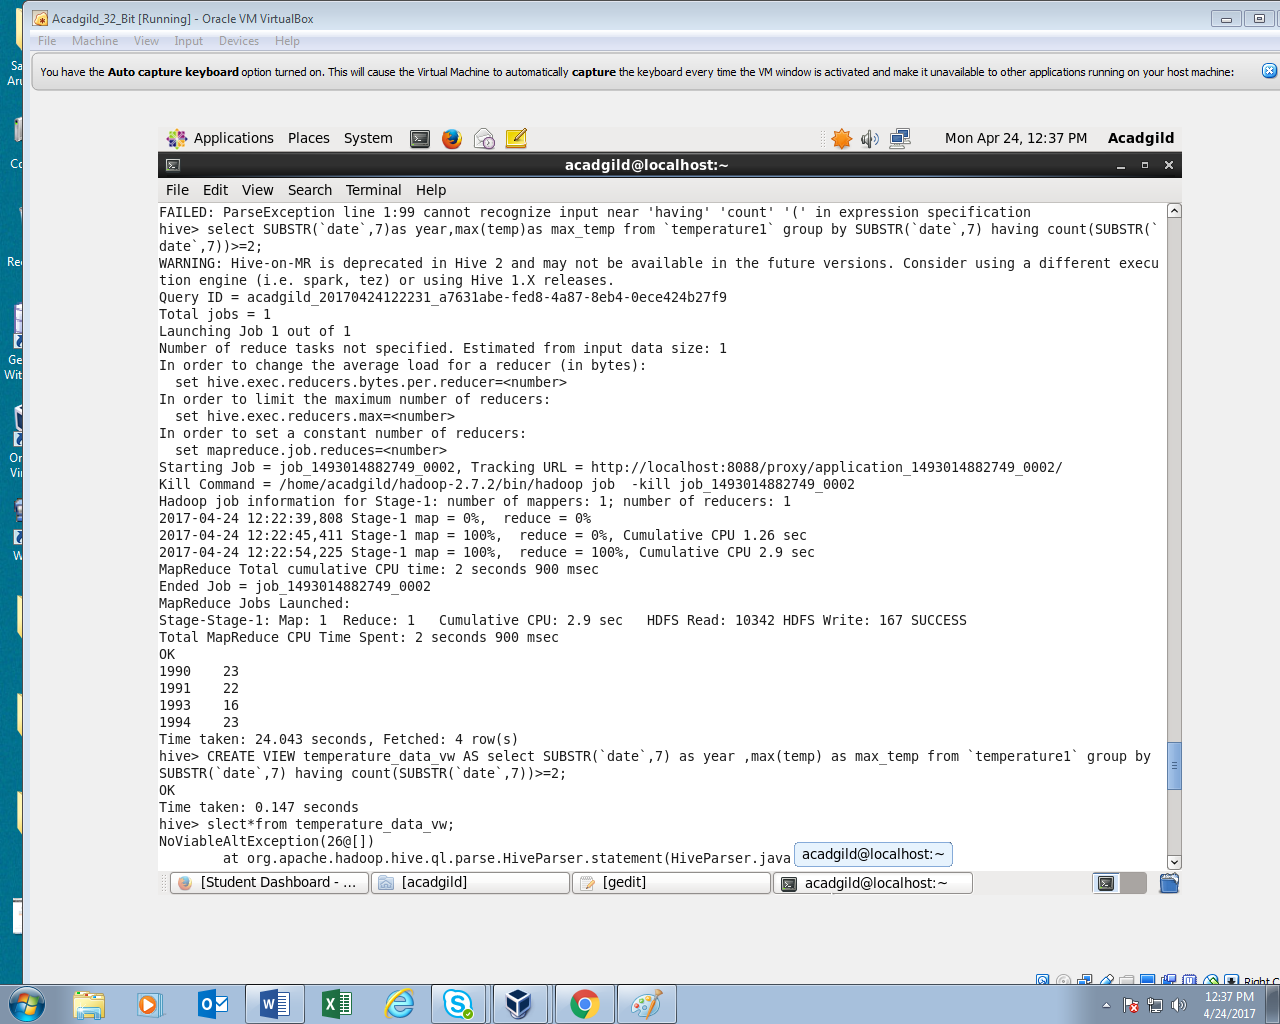 Acadgild_32_Bit [Running] - Oracle VM VirtualBox
File Machine View Input Devices Help
You have the Auto capture keyboard option turned on. This will cause the Virtual Machine to automatically capture the keyboard every time the VM window is activated and make it unavailable to other applications running on your host machine:
Applications Places System Mon Apr 24, 12:37 PM Acadgild
acadgild@localhost:~
File Edit View Search Terminal Help
FAILED: ParseException line 1:99 cannot recognize input near 'having' 'count' '(' in expression specification
hive> select SUBSTR(`date`,7)as year,max(temp)as max_temp from `temperature1` group by SUBSTR(`date`,7) having count(SUBSTR(`
date`,7))>=2;
WARNING: Hive-on-MR is deprecated in Hive 2 and may not be available in the future versions. Consider using a different execu
tion engine (i.e. spark, tez) or using Hive 1.X releases.
Query ID = acadgild_20170424122231_a7631abe-fed8-4a87-8eb4-0ece424b27f9
Total jobs = 1
Launching Job 1 out of 1
Number of reduce tasks not specified. Estimated from input data size: 1
In order to change the average load for a reducer (in bytes):
  set hive.exec.reducers.bytes.per.reducer=<number>
In order to limit the maximum number of reducers:
  set hive.exec.reducers.max=<number>
In order to set a constant number of reducers:
  set mapreduce.job.reduces=<number>
Starting Job = job_1493014882749_0002, Tracking URL = http://localhost:8088/proxy/application_1493014882749_0002/
Kill Command = /home/acadgild/hadoop-2.7.2/bin/hadoop job  -kill job_1493014882749_0002
Hadoop job information for Stage-1: number of mappers: 1; number of reducers: 1
2017-04-24 12:22:39,808 Stage-1 map = 0%,  reduce = 0%
2017-04-24 12:22:45,411 Stage-1 map = 100%,  reduce = 0%, Cumulative CPU 1.26 sec
2017-04-24 12:22:54,225 Stage-1 map = 100%,  reduce = 100%, Cumulative CPU 2.9 sec
MapReduce Total cumulative CPU time: 2 seconds 900 msec
Ended Job = job_1493014882749_0002
MapReduce Jobs Launched:
Stage-Stage-1: Map: 1  Reduce: 1   Cumulative CPU: 2.9 sec   HDFS Read: 10342 HDFS Write: 167 SUCCESS
Total MapReduce CPU Time Spent: 2 seconds 900 msec
OK
1990    23
1991    22
1993    16
1994    23
Time taken: 24.043 seconds, Fetched: 4 row(s)
hive> CREATE VIEW temperature_data_vw AS select SUBSTR(`date`,7) as year ,max(temp) as max_temp from `temperature1` group by
SUBSTR(`date`,7) having count(SUBSTR(`date`,7))>=2;
OK
Time taken: 0.147 seconds
hive> slect*from temperature_data_vw;
NoViableAltException(26@[])
        at org.apache.hadoop.hive.ql.parse.HiveParser.statement(HiveParser.java
acadgild@localhost:~
[Student Dashboard - ... [acadgild] [gedit] acadgild@localhost:~
Right C
12:37 PM
4/24/2017